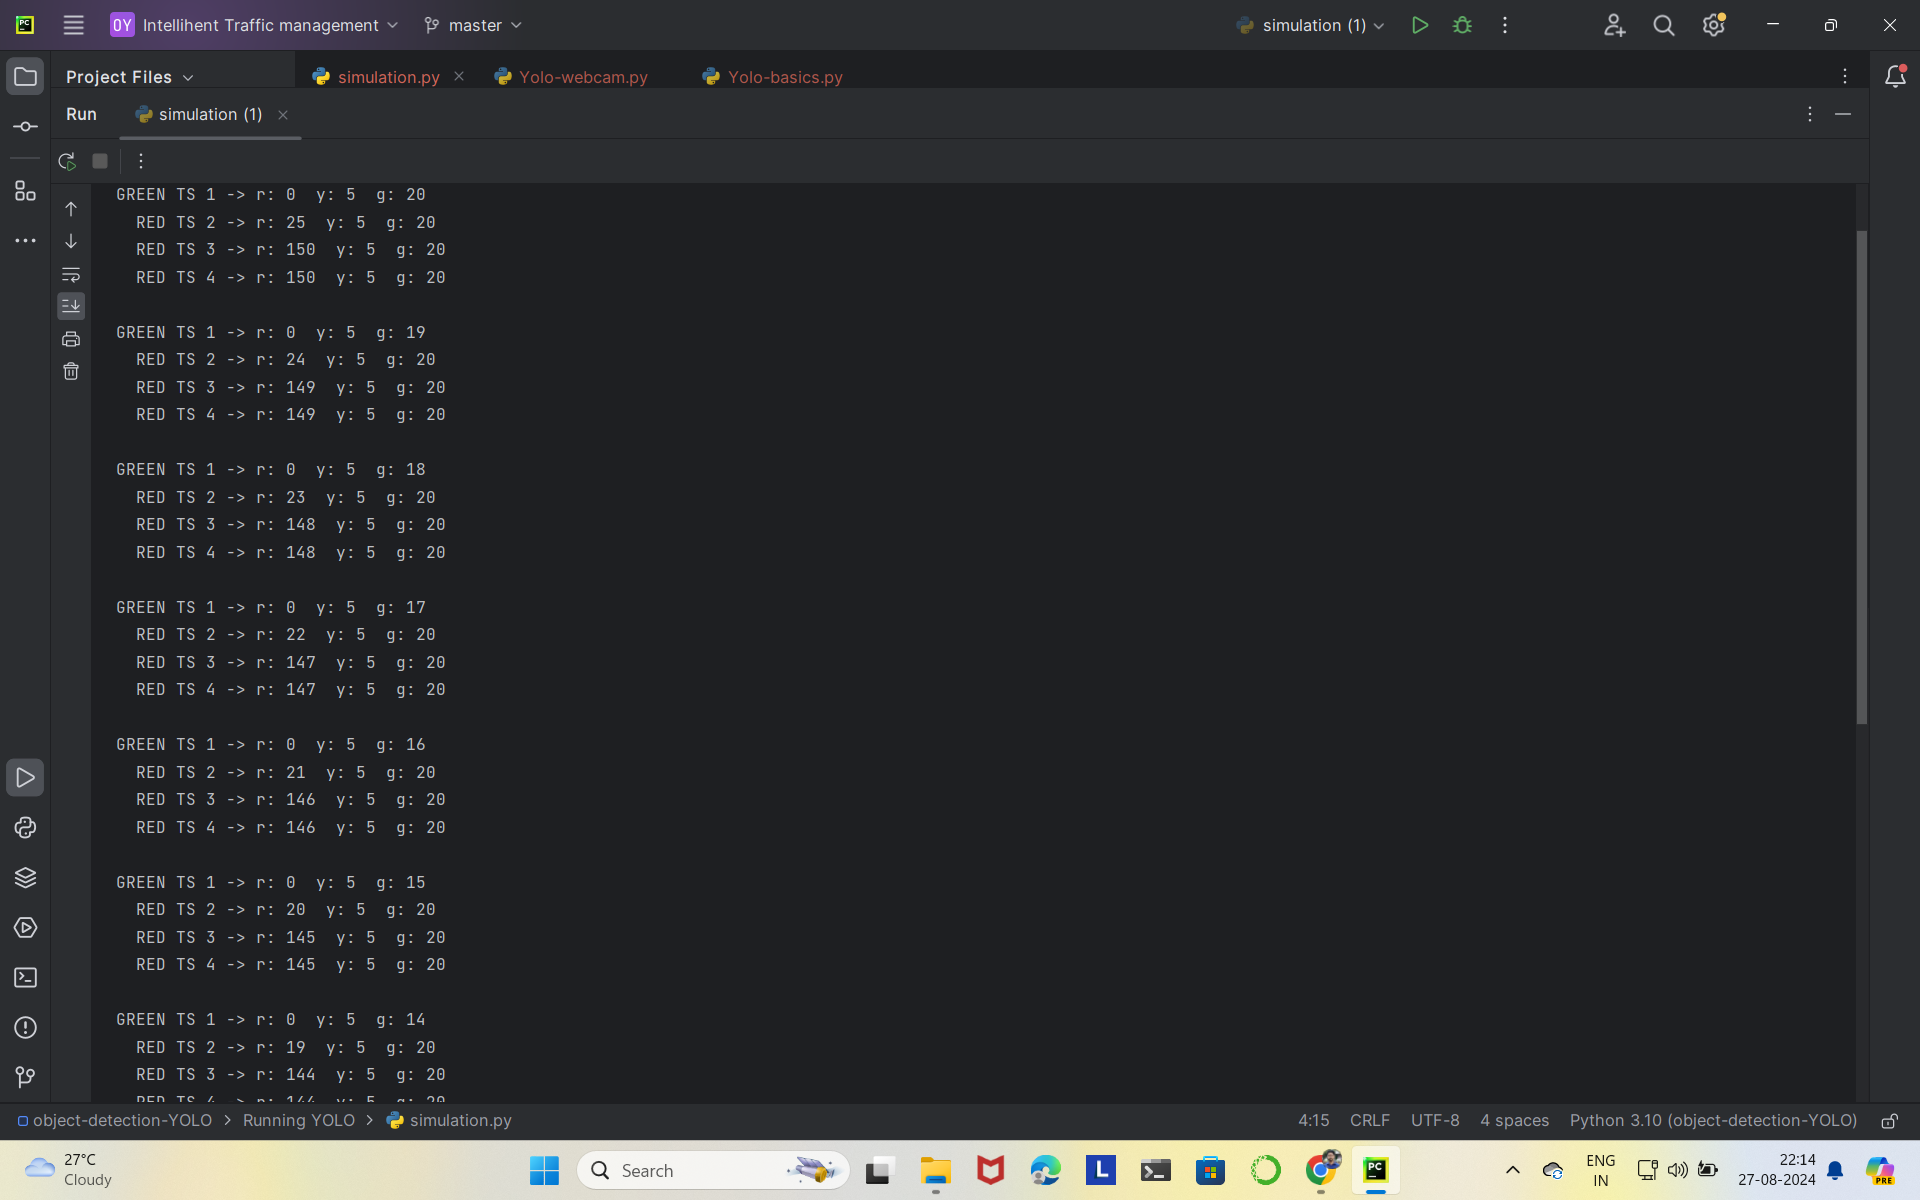 PC OY Intellihent Traffic management master simulation (1)
Project Files simulation.py Yolo-webcam.py Yolo-basics.py
Run simulation (1)
GREEN TS 1 -> r: 0  y: 5  g: 20
RED TS 2 -> r: 25  y: 5  g: 20
RED TS 3 -> r: 150  y: 5  g: 20
RED TS 4 -> r: 150  y: 5  g: 20
GREEN TS 1 -> r: 0  y: 5  g: 19
RED TS 2 -> r: 24  y: 5  g: 20
RED TS 3 -> r: 149  y: 5  g: 20
RED TS 4 -> r: 149  y: 5  g: 20
GREEN TS 1 -> r: 0  y: 5  g: 18
RED TS 2 -> r: 23  y: 5  g: 20
RED TS 3 -> r: 148  y: 5  g: 20
RED TS 4 -> r: 148  y: 5  g: 20
GREEN TS 1 -> r: 0  y: 5  g: 17
RED TS 2 -> r: 22  y: 5  g: 20
RED TS 3 -> r: 147  y: 5  g: 20
RED TS 4 -> r: 147  y: 5  g: 20
GREEN TS 1 -> r: 0  y: 5  g: 16
RED TS 2 -> r: 21  y: 5  g: 20
RED TS 3 -> r: 146  y: 5  g: 20
RED TS 4 -> r: 146  y: 5  g: 20
GREEN TS 1 -> r: 0  y: 5  g: 15
RED TS 2 -> r: 20  y: 5  g: 20
RED TS 3 -> r: 145  y: 5  g: 20
RED TS 4 -> r: 145  y: 5  g: 20
GREEN TS 1 -> r: 0  y: 5  g: 14
RED TS 2 -> r: 19  y: 5  g: 20
RED TS 3 -> r: 144  y: 5  g: 20
RED TS 4 -> r: 144  y: 5  g: 20
object-detection-YOLO > Running YOLO > simulation.py 4:15 CRLF UTF-8 4 spaces Python 3.10 (object-detection-YOLO)
27°C
Cloudy
Search
L
PC
ENG
IN
22:14
27-08-2024
PRE